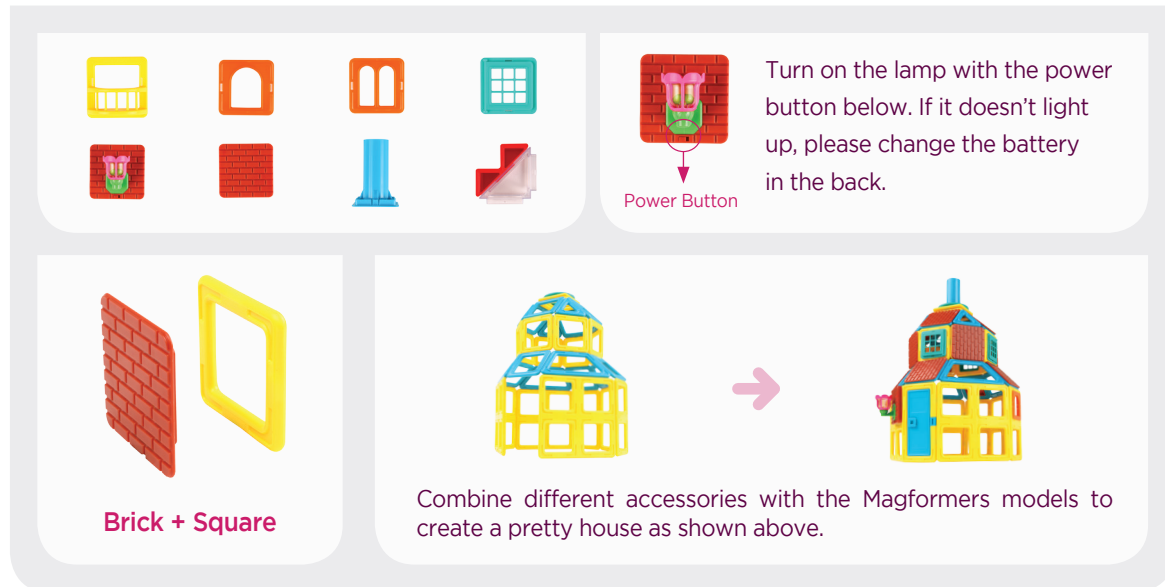 Turn on the lamp with the power
button below. If it doesn’t light
up, please change the battery
in the back.
Power Button
Brick + Square
Combine different accessories with the Magformers models to
create a pretty house as shown above.